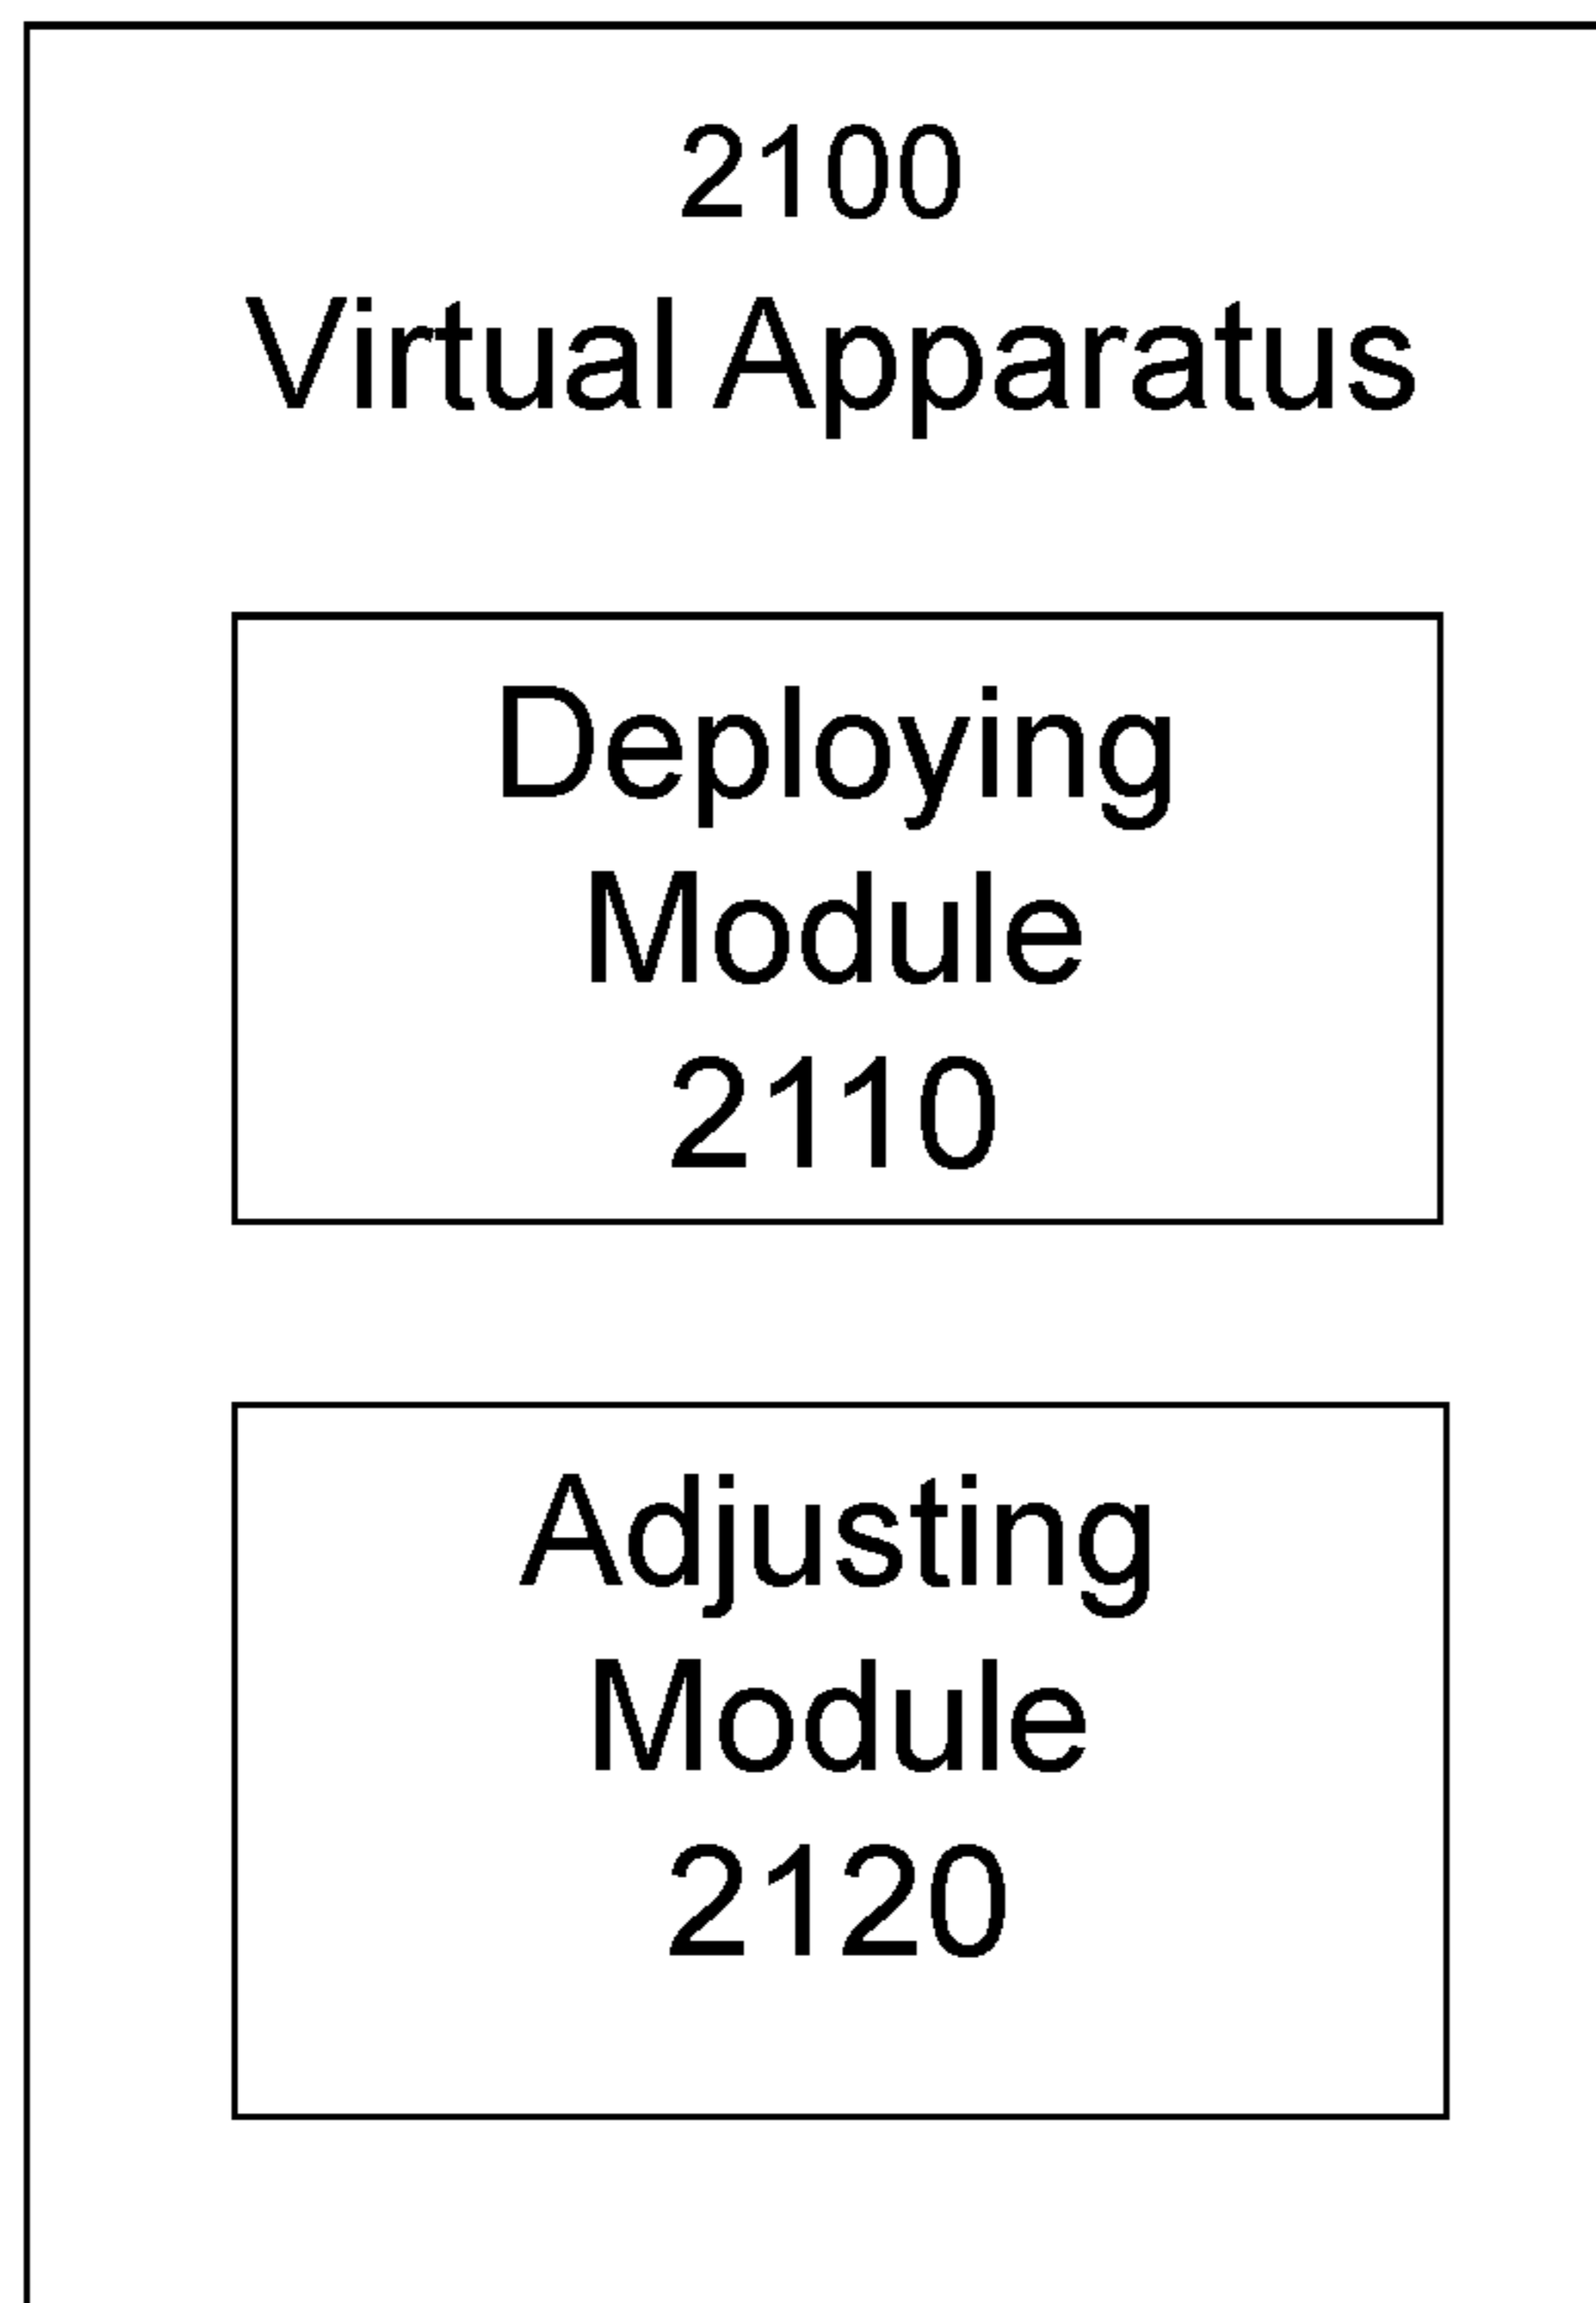 2100
Virtual Apparatus
Deploying
Module
2110
Adjusting
Module
2120